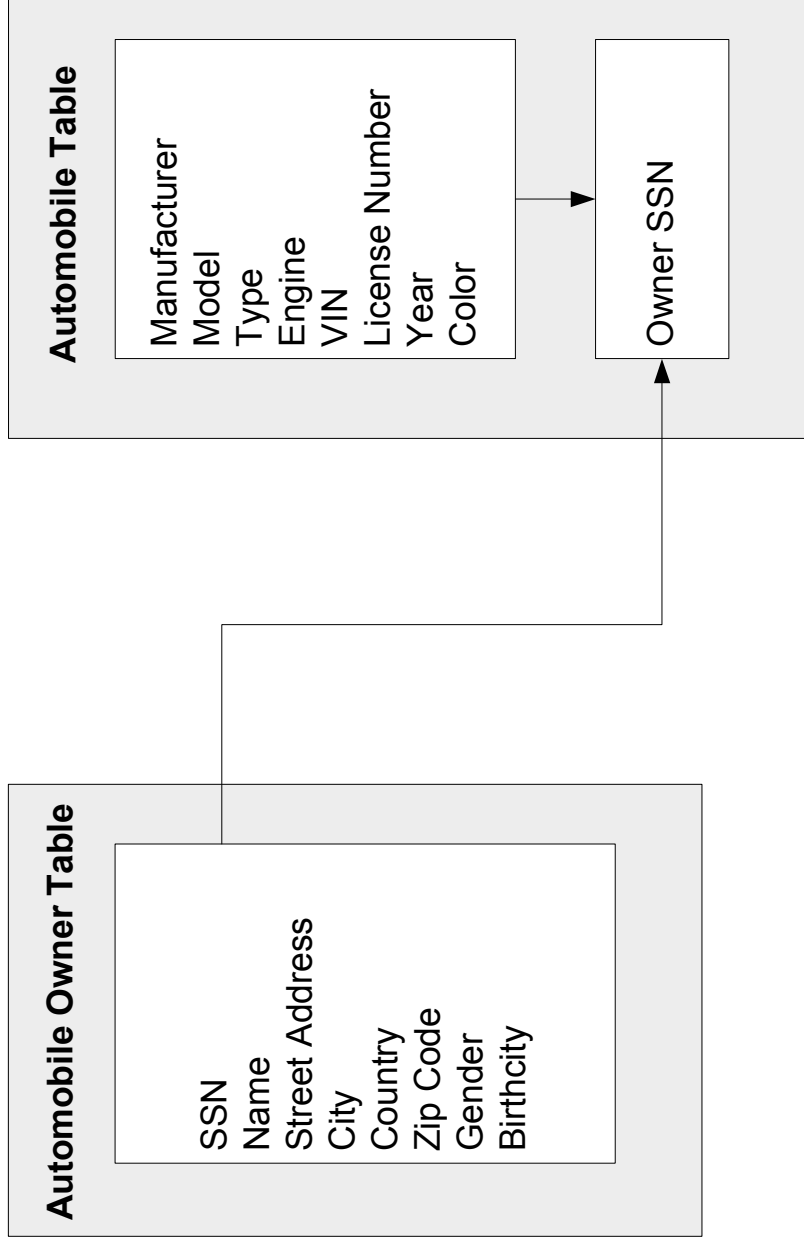 Automobile Owner Table
SSN
Name
Street Address
City
Country
Zip Code
Gender
Birthcity
Automobile Table
Manufacturer
Model
Type
Engine
VIN
License Number
Year
Color
Owner SSN